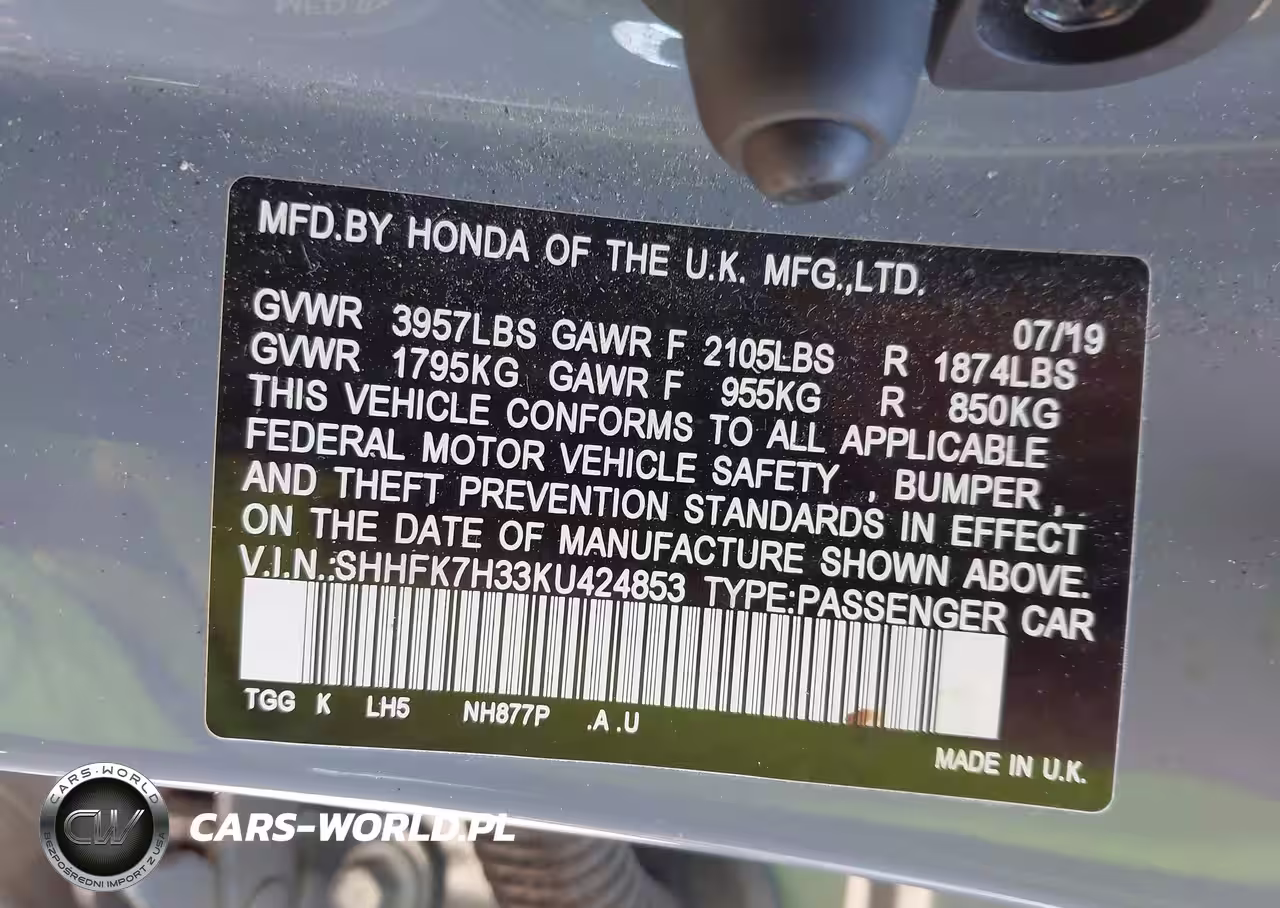 MFD.BY HONDA OF THE U.K. MFG.,LTD.
07/19
GVWR 3957LBS GAWR F 2105LBS R 1874LBS
GVWR 1795KG GAWR F 955KG R 850KG
THIS VEHICLE CONFORMS TO ALL APPLICABLE
FEDERAL MOTOR VEHICLE SAFETY , BUMPER ,
AND THEFT PREVENTION STANDARDS IN EFFECT
ON THE DATE OF MANUFACTURE SHOWN ABOVE.
V.I.N.:SHHFK7H33KU424853 TYPE:PASSENGER CAR
TGG K LH5 NH877P .A .U
MADE IN U.K.
CARS-WORLD
CW
BEZPOŚREDNI IMPORT Z USA
CARS-WORLD.PL